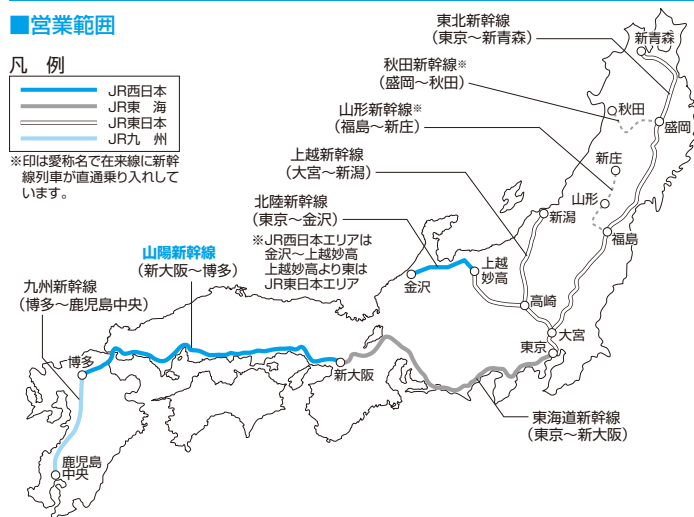 ■営業範囲
凡　例
JR西日本
JR東　海
JR東日本
JR九　州
※印は愛称名で在来線に新幹
線列車が直通乗り入れして
います。
東北新幹線
（東京～新青森）
新青森
秋田新幹線※
（盛岡～秋田）
秋田
盛岡
山形新幹線※
（福島～新庄）
新庄
山形
上越新幹線
（大宮～新潟）
新潟
福島
北陸新幹線
（東京～金沢）
※JR西日本エリアは
金沢～上越妙高
上越妙高より東は
JR東日本エリア
金沢
上越
妙高
高崎
大宮
東京
山陽新幹線
（新大阪～博多）
九州新幹線
（博多～鹿児島中央）
博多
新大阪
東海道新幹線
（東京～新大阪）
鹿児島
中央